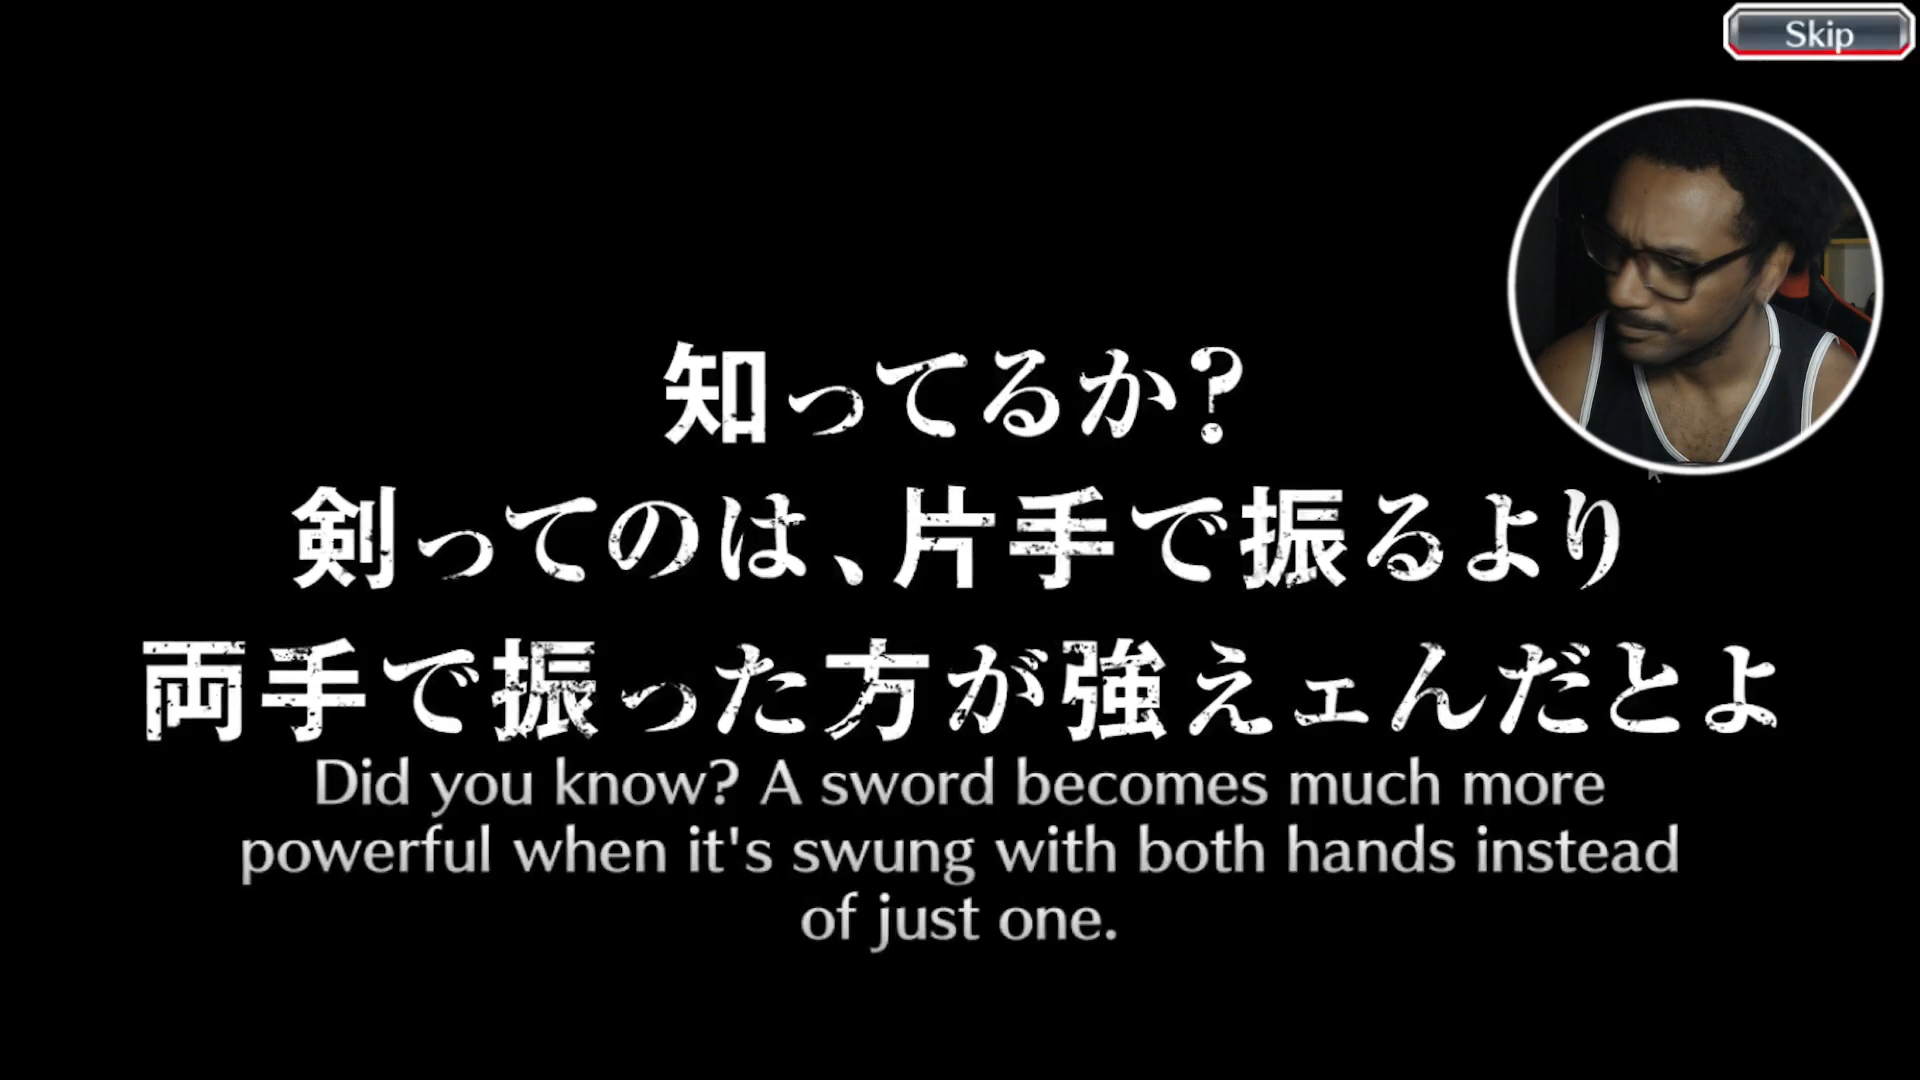 Skip
知ってるか?
剣ってのは、片手で振るより
両手で振った方が強えェんだとよ
Did you know? A sword becomes much more
powerful when it's swung with both hands instead
of just one.